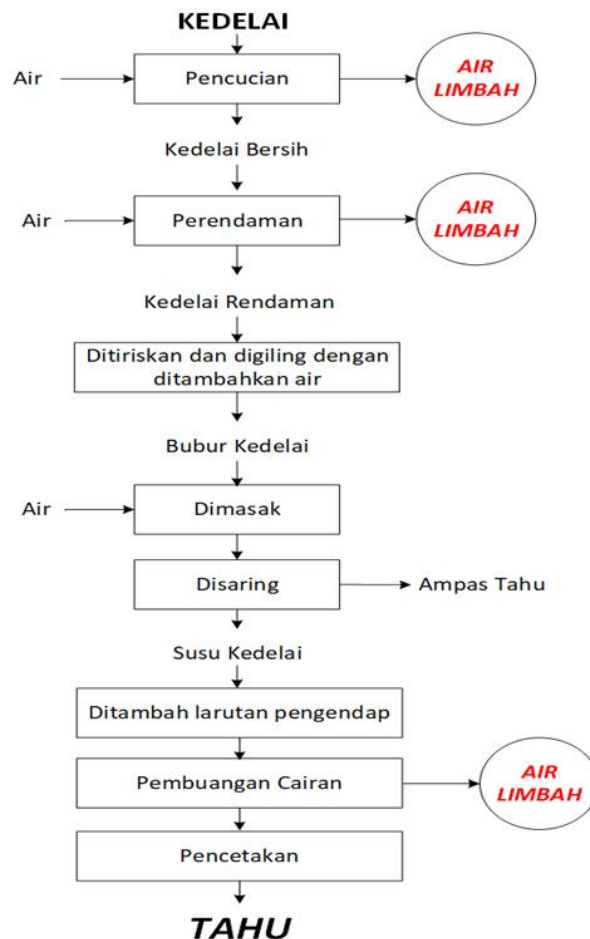 KEDELAI
Air
Pencucian
AIR
LIMBAH
Kedelai Bersih
Air
Perendaman
AIR
LIMBAH
Kedelai Rendaman
Ditiriskan dan digiling dengan
ditambahkan air
Bubur Kedelai
Air
Dimasak
Disaring
Ampas Tahu
Susu Kedelai
Ditambah larutan pengendap
Pembuangan Cairan
AIR
LIMBAH
Pencetakan
TAHU